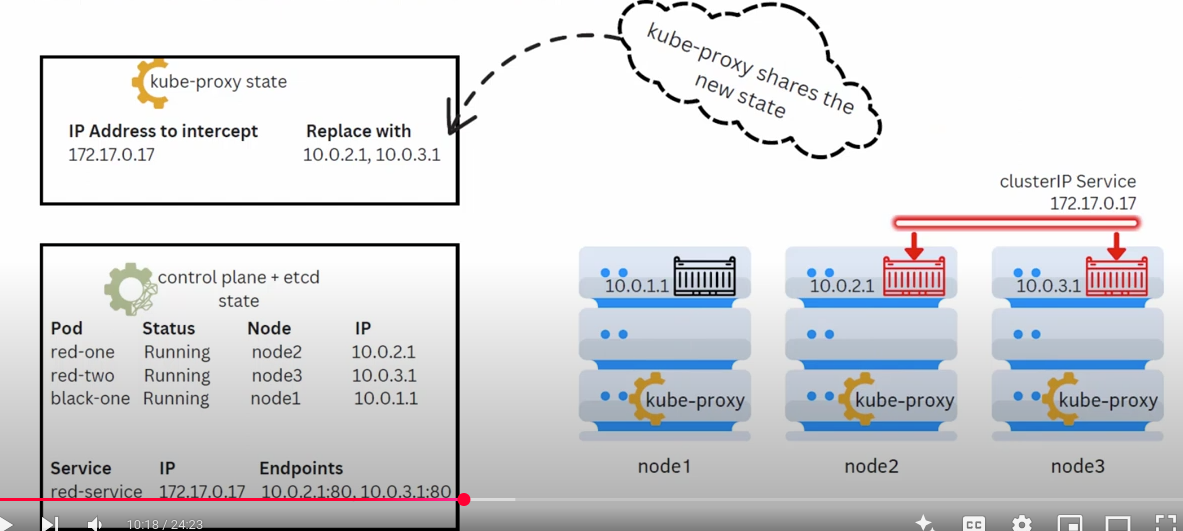 kube-proxy shares the
new state
kube-proxy state
IP Address to intercept Replace with
172.17.0.17 10.0.2.1, 10.0.3.1
clusterIP Service
172.17.0.17
10.0.1.1 10.0.2.1 10.0.3.1
kube-proxy kube-proxy kube-proxy
node1 node2 node3
control plane + etcd
state
Pod Status Node IP
red-one Running node2 10.0.2.1
red-two Running node3 10.0.3.1
black-one Running node1 10.0.1.1
Service IP Endpoints
red-service 172.17.0.17 10.0.2.1:80, 10.0.3.1:80
10:18 / 24:23
CC